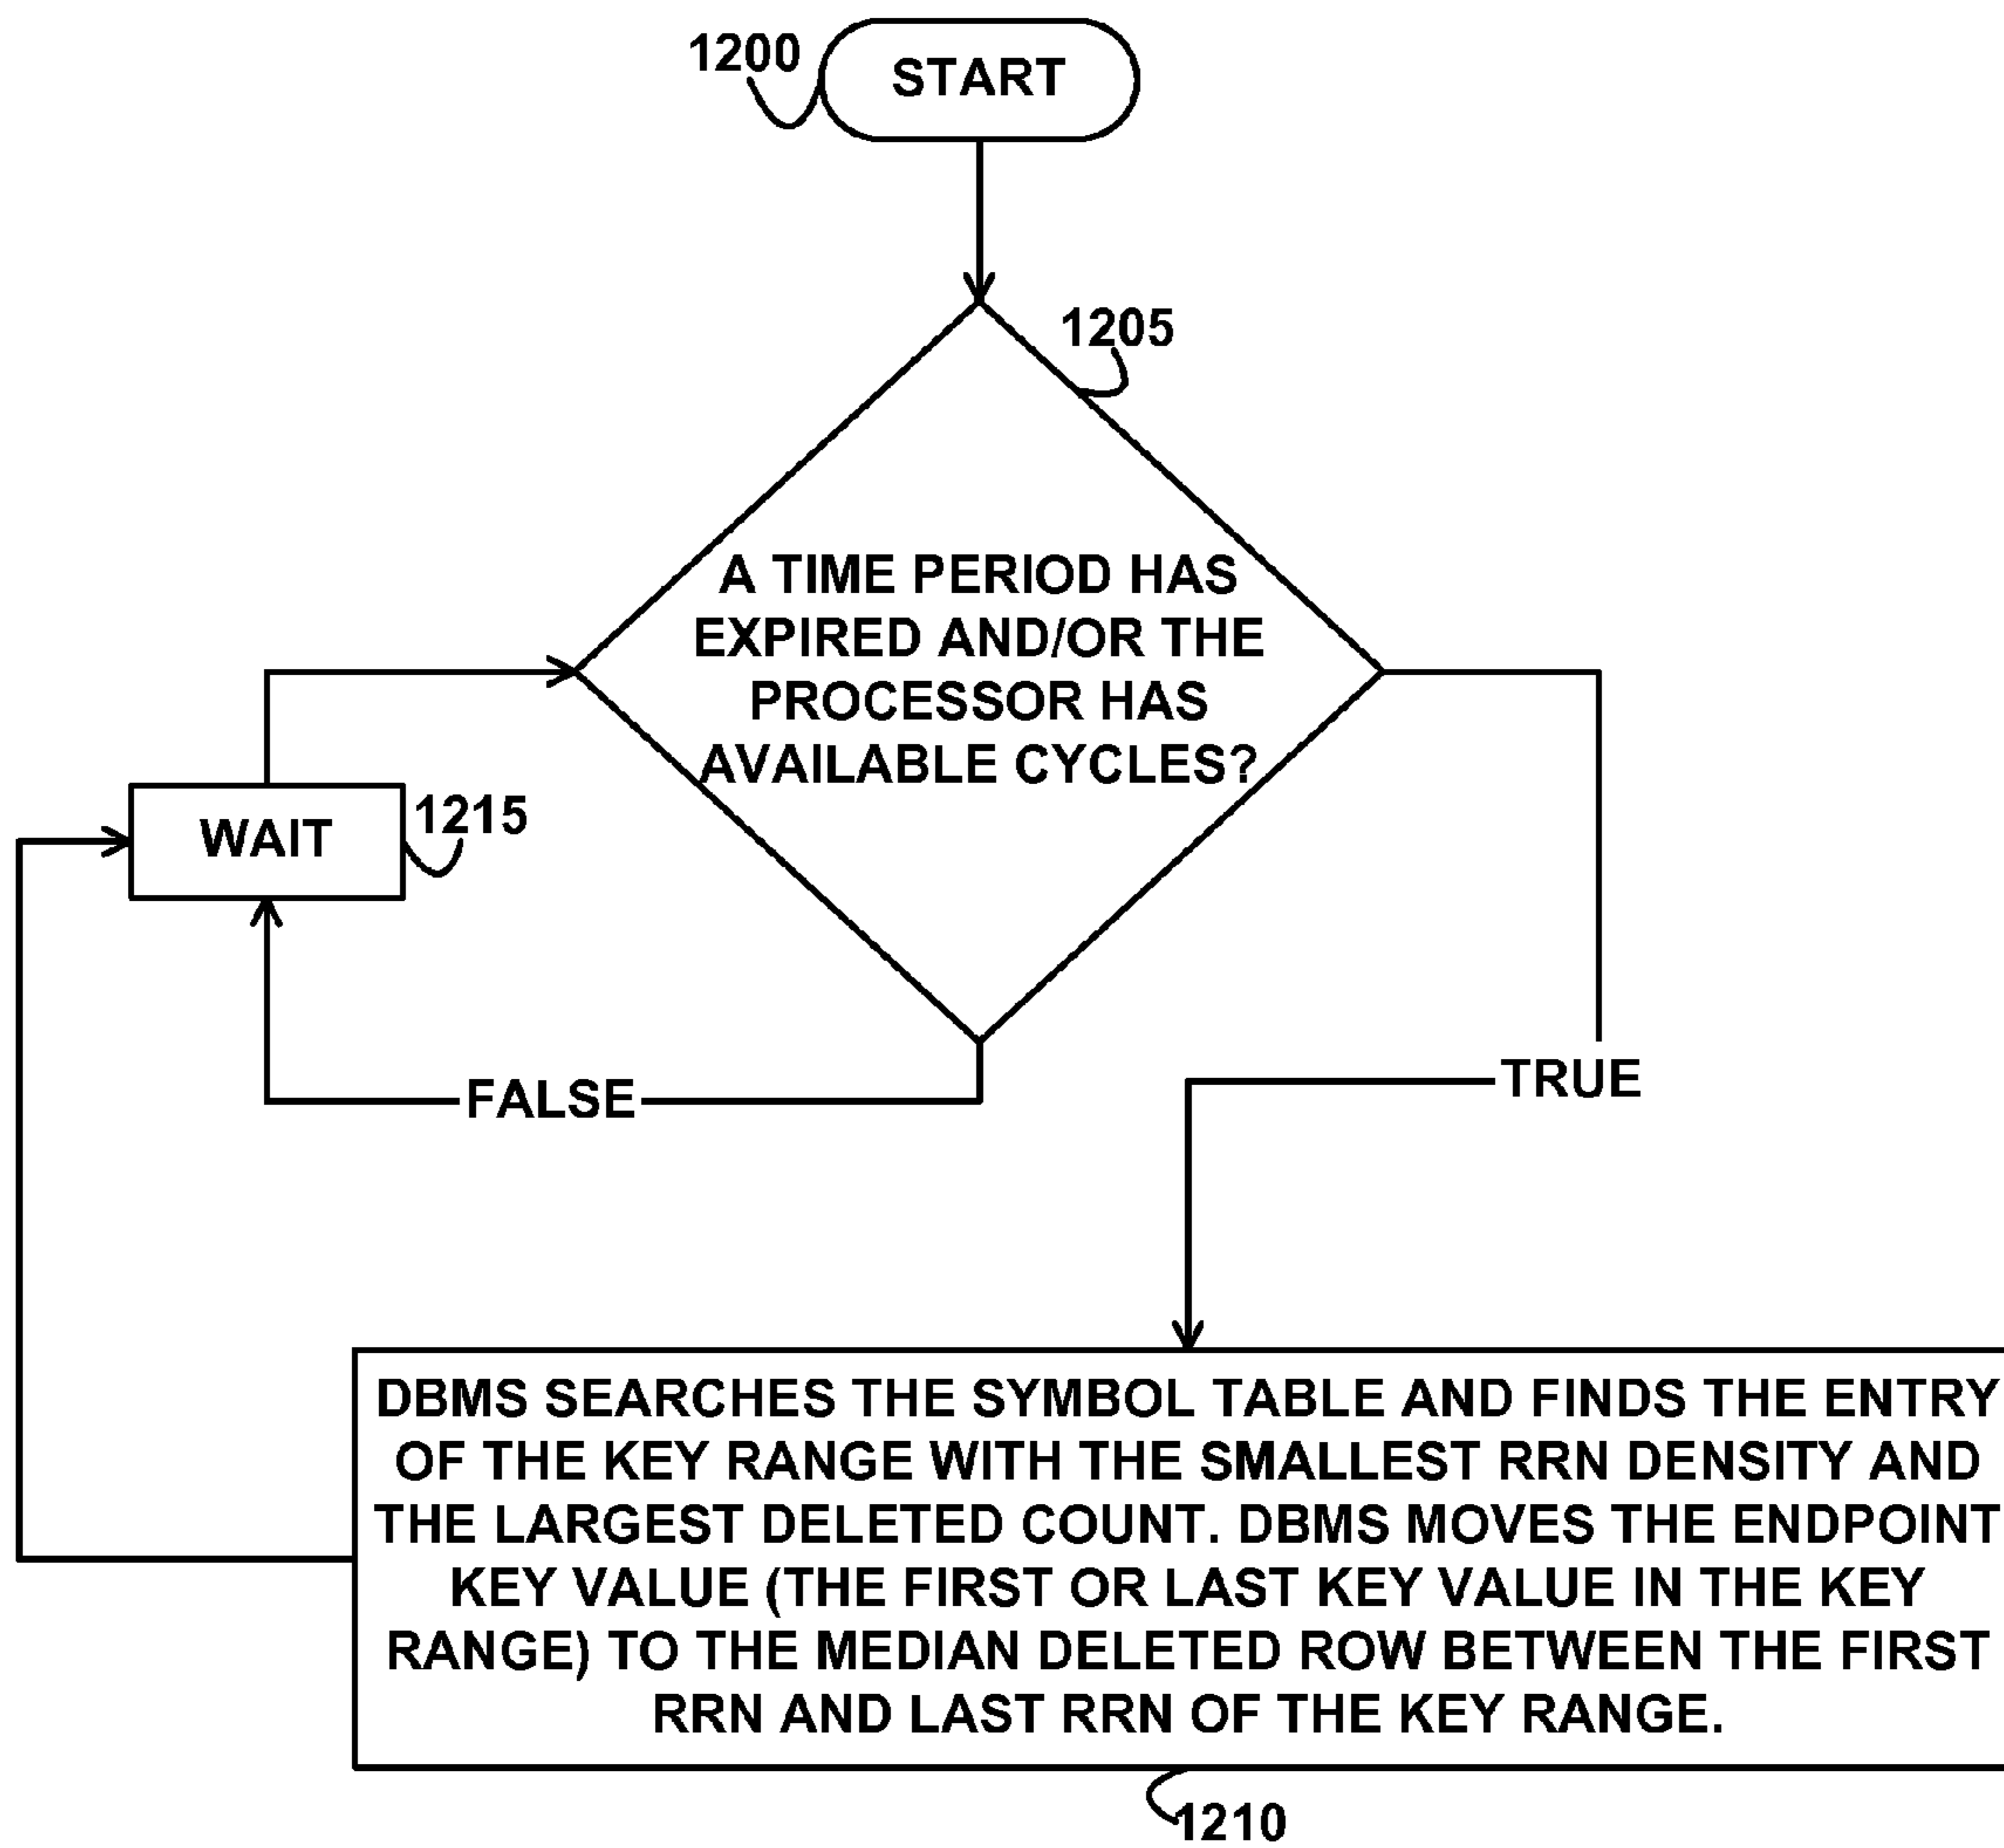 1200
START
1205
A TIME PERIOD HAS
EXPIRED AND/OR THE
PROCESSOR HAS
AVAILABLE CYCLES?
WAIT
1215
FALSE
TRUE
DBMS SEARCHES THE SYMBOL TABLE AND FINDS THE ENTRY
OF THE KEY RANGE WITH THE SMALLEST RRN DENSITY AND
THE LARGEST DELETED COUNT. DBMS MOVES THE ENDPOINT
KEY VALUE (THE FIRST OR LAST KEY VALUE IN THE KEY
RANGE) TO THE MEDIAN DELETED ROW BETWEEN THE FIRST
RRN AND LAST RRN OF THE KEY RANGE.
1210